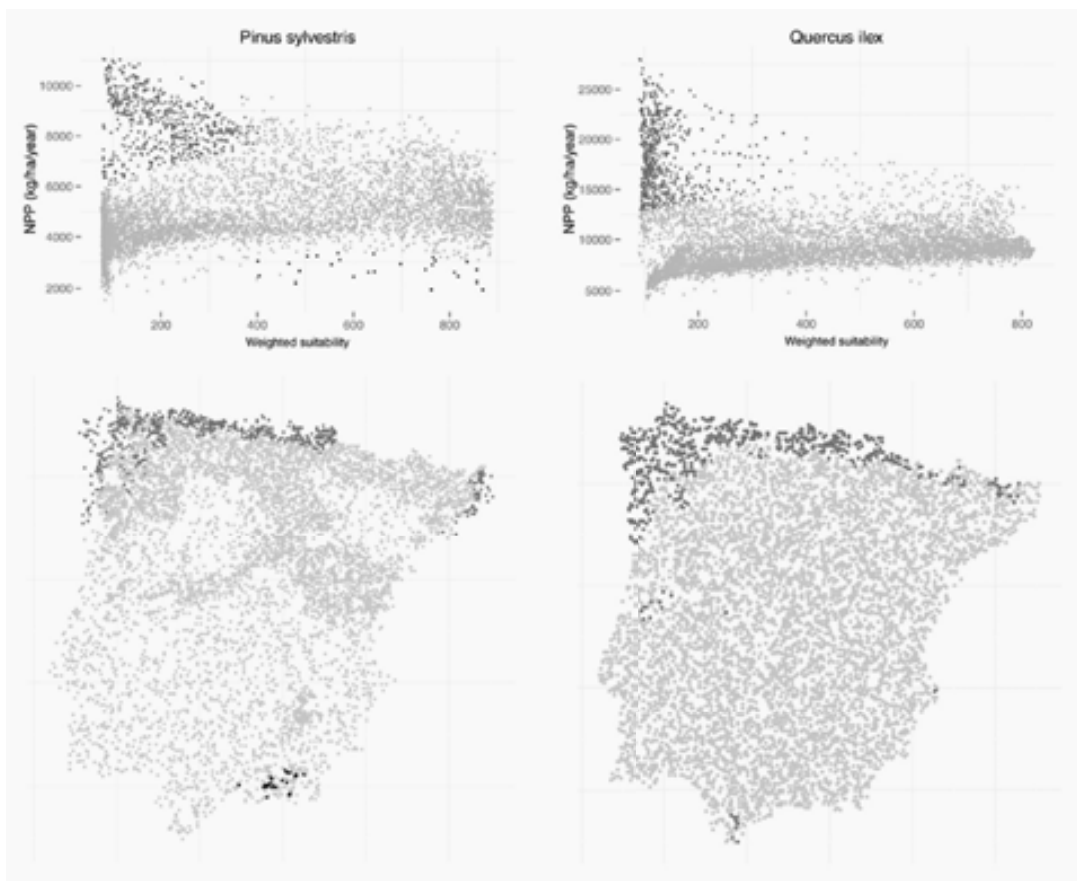 Pinus sylvestris
NPP (kg/ha/year)
10000
8000
6000
4000
2000
200 400 600 800
Weighted suitability
Quercus ilex
NPP (kg/ha/year)
25000
20000
15000
10000
5000
200 400 600 800
Weighted suitability